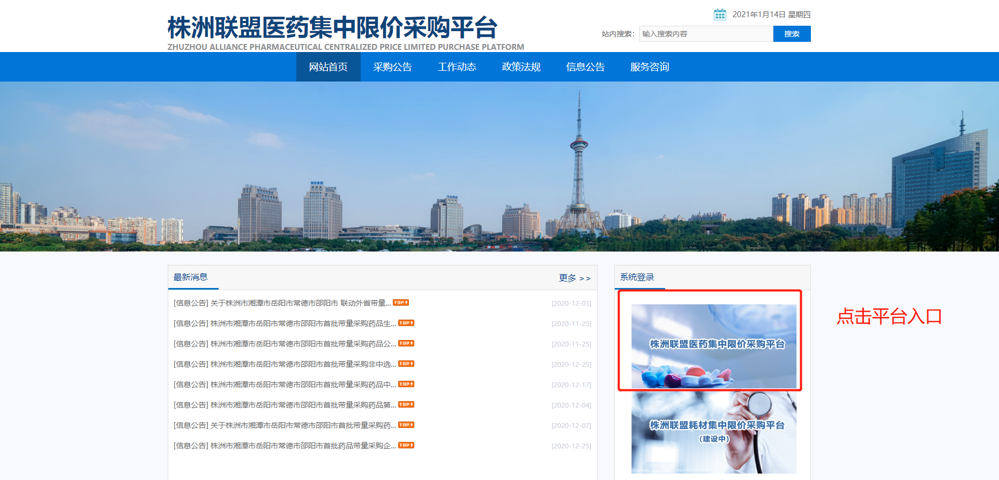 株洲联盟医药集中限价采购平台
ZHUZHOU ALLIANCE PHARMACEUTICAL CENTRALIZED PRICE LIMITED PURCHASE PLATFORM
2021年1月14日 星期四
站内搜索: 输入搜索内容 搜索
网站首页 采购公告 工作动态 政策法规 信息公告 服务咨询
最新消息 更多 >>
[信息公告] 关于株洲市湘潭市岳阳市常德市邵阳市 联动外省带量... TOP [2020-12-03]
[信息公告] 株洲市湘潭市岳阳市常德市邵阳市首批带量采购药品生... TOP [2020-11-25]
[信息公告] 株洲市湘潭市岳阳市常德市邵阳市首批带量采购药品公... TOP [2020-11-25]
[信息公告] 株洲市湘潭市岳阳市常德市邵阳市首批带量采购非中选... TOP [2020-12-25]
[信息公告] 株洲市湘潭市岳阳市常德市邵阳市首批带量采购药品中... TOP [2020-12-17]
[信息公告] 株洲市湘潭市岳阳市常德市邵阳市首批带量采购药品第... TOP [2020-12-04]
[信息公告] 关于株洲市湘潭市岳阳市常德市邵阳市首批带量采购药... TOP [2020-12-07]
[信息公告] 株洲市湘潭市岳阳市常德市邵阳市首批药品带量采购企... TOP [2020-12-25]
系统登录
株洲联盟医药集中限价采购平台
点击平台入口
株洲联盟耗材集中限价采购平台
(建设中)